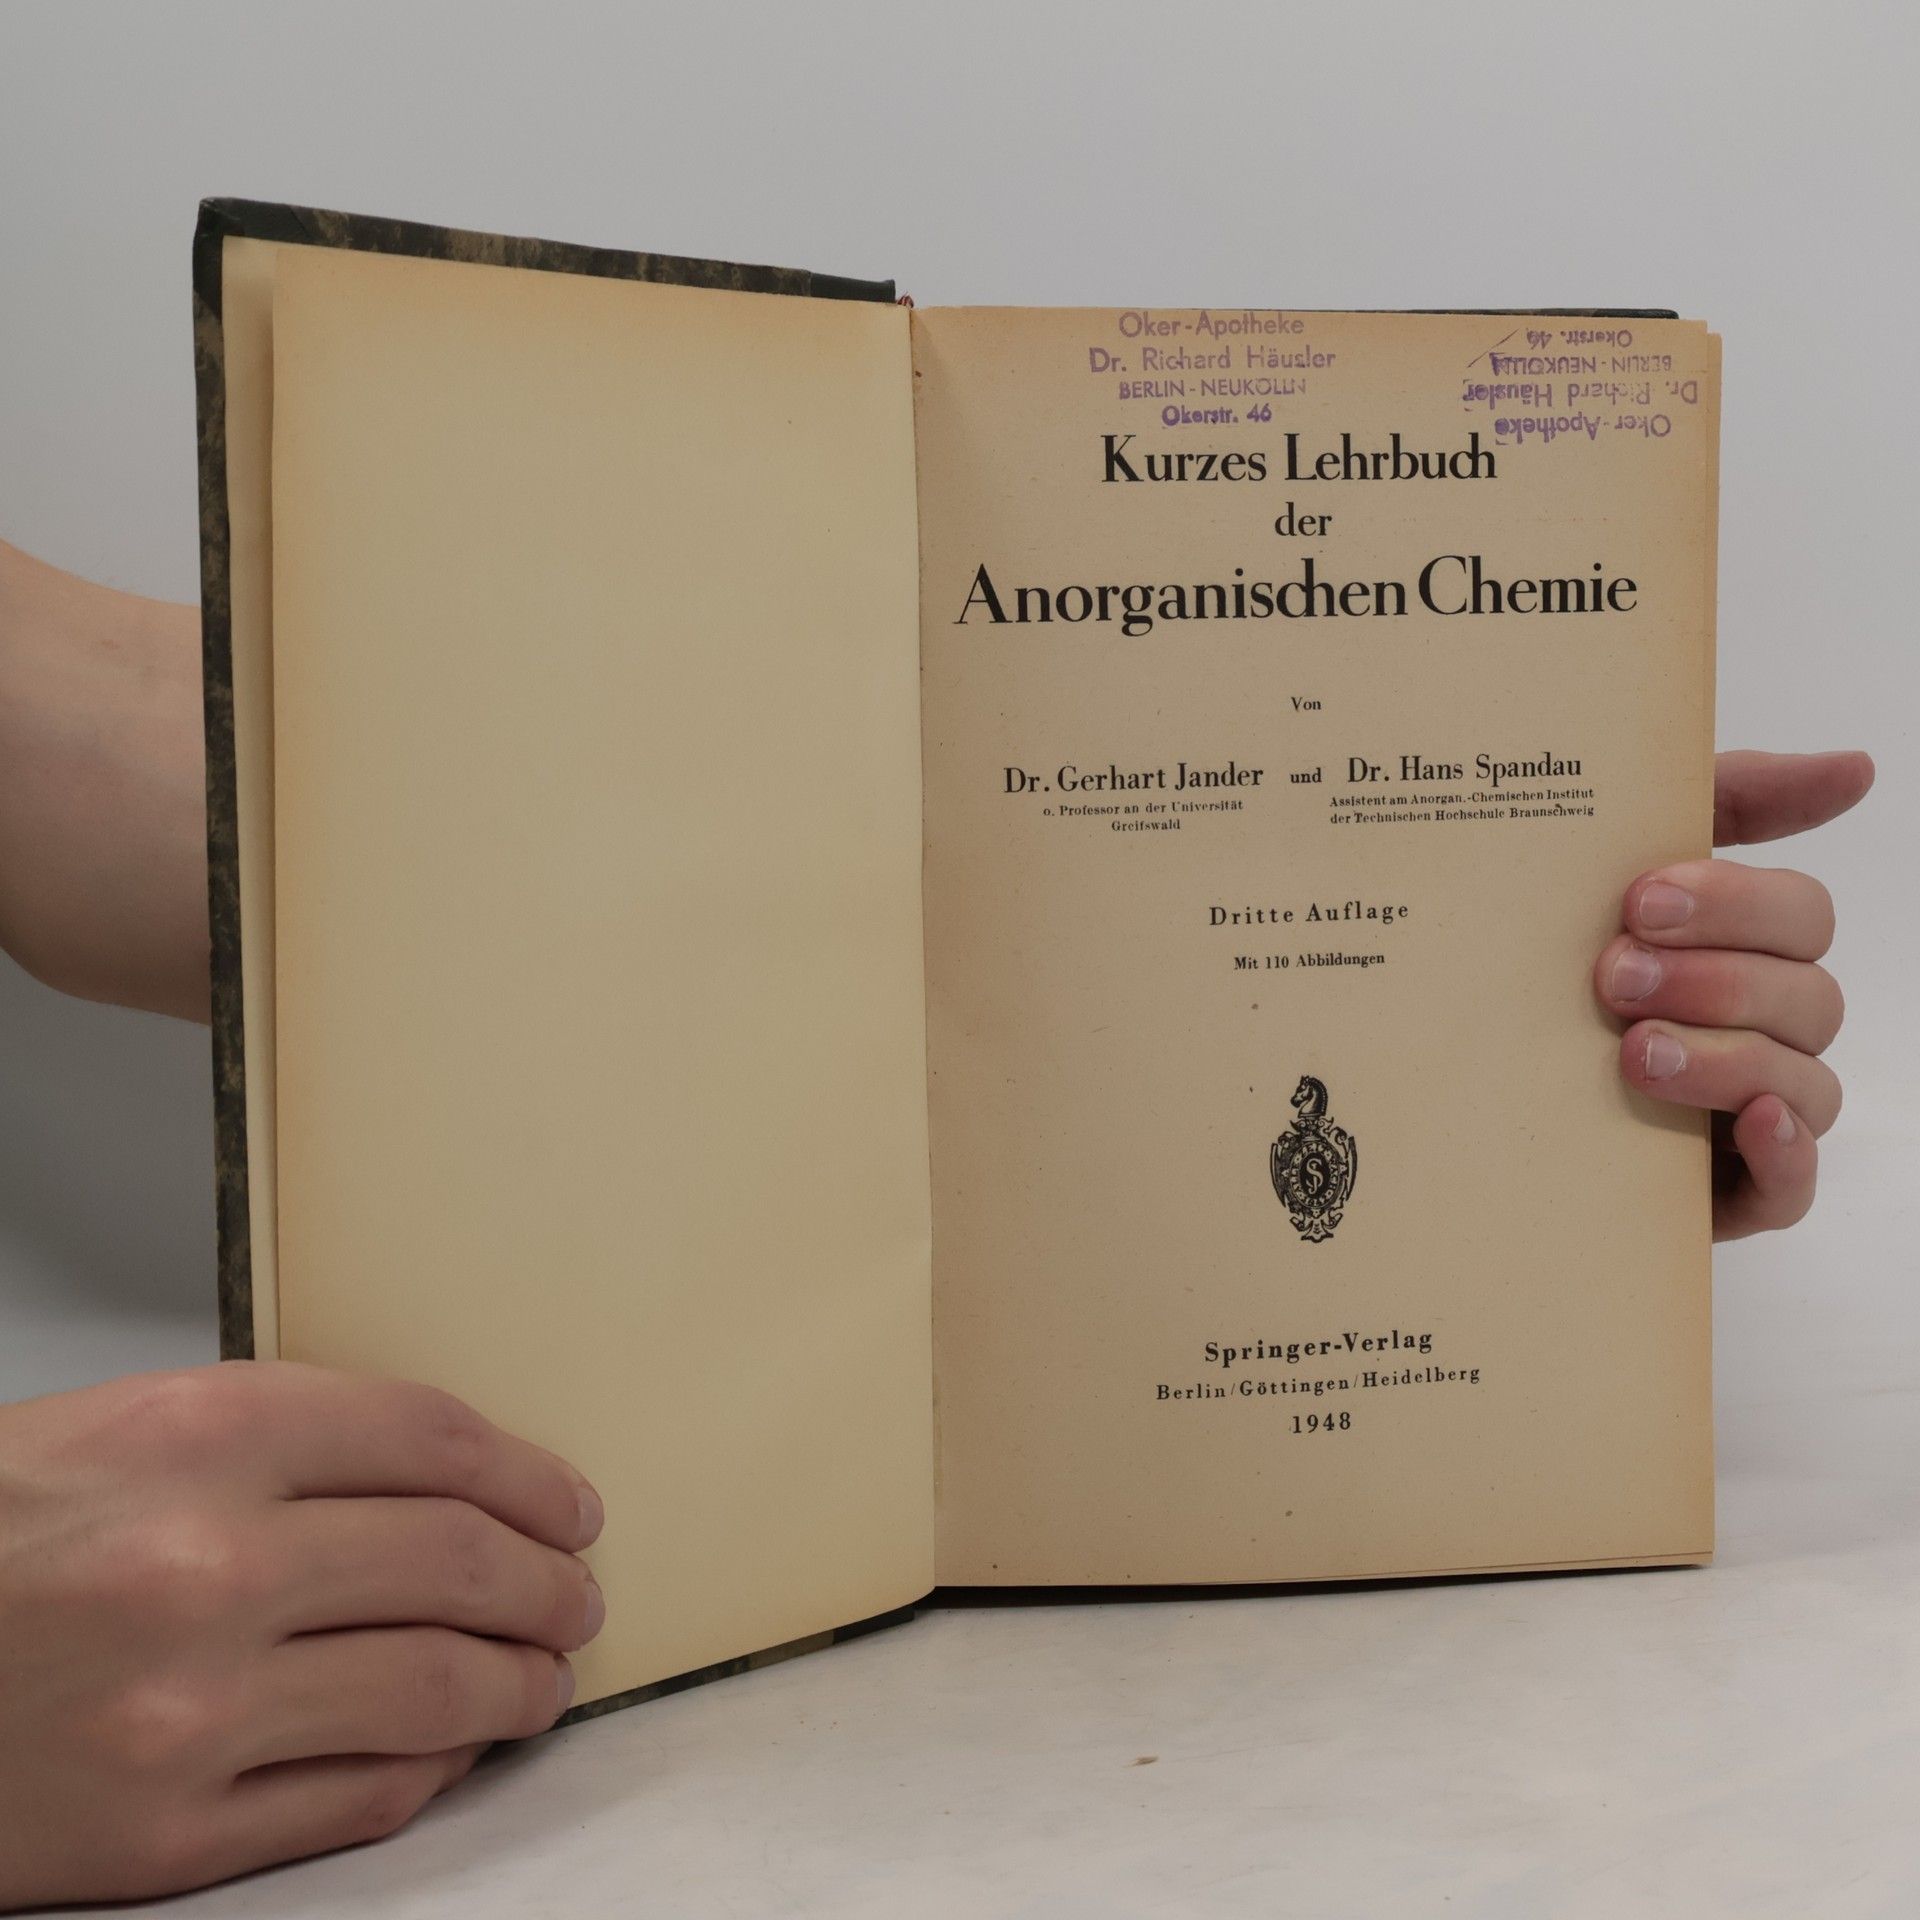 Oker-Apotheke
Dr. Richard Häusler
BERLIN-NEUKÖLLN
Okerstr. 46
Oker-Apotheke
Dr. Richard Häusler
BERLIN-NEUKÖLLN
Okerstr. 46
Kurzes Lehrbuch
der
Anorganischen Chemie
Von
Dr. Gerhart Jander und Dr. Hans Spandau
o. Professor an der Universität
Greifswald
Assistent am Anorgan.-Chemischen Institut
der Technischen Hochschule Braunschweig
Dritte Auflage
Mit 110 Abbildungen
Springer-Verlag
Berlin/Göttingen/Heidelberg
1948